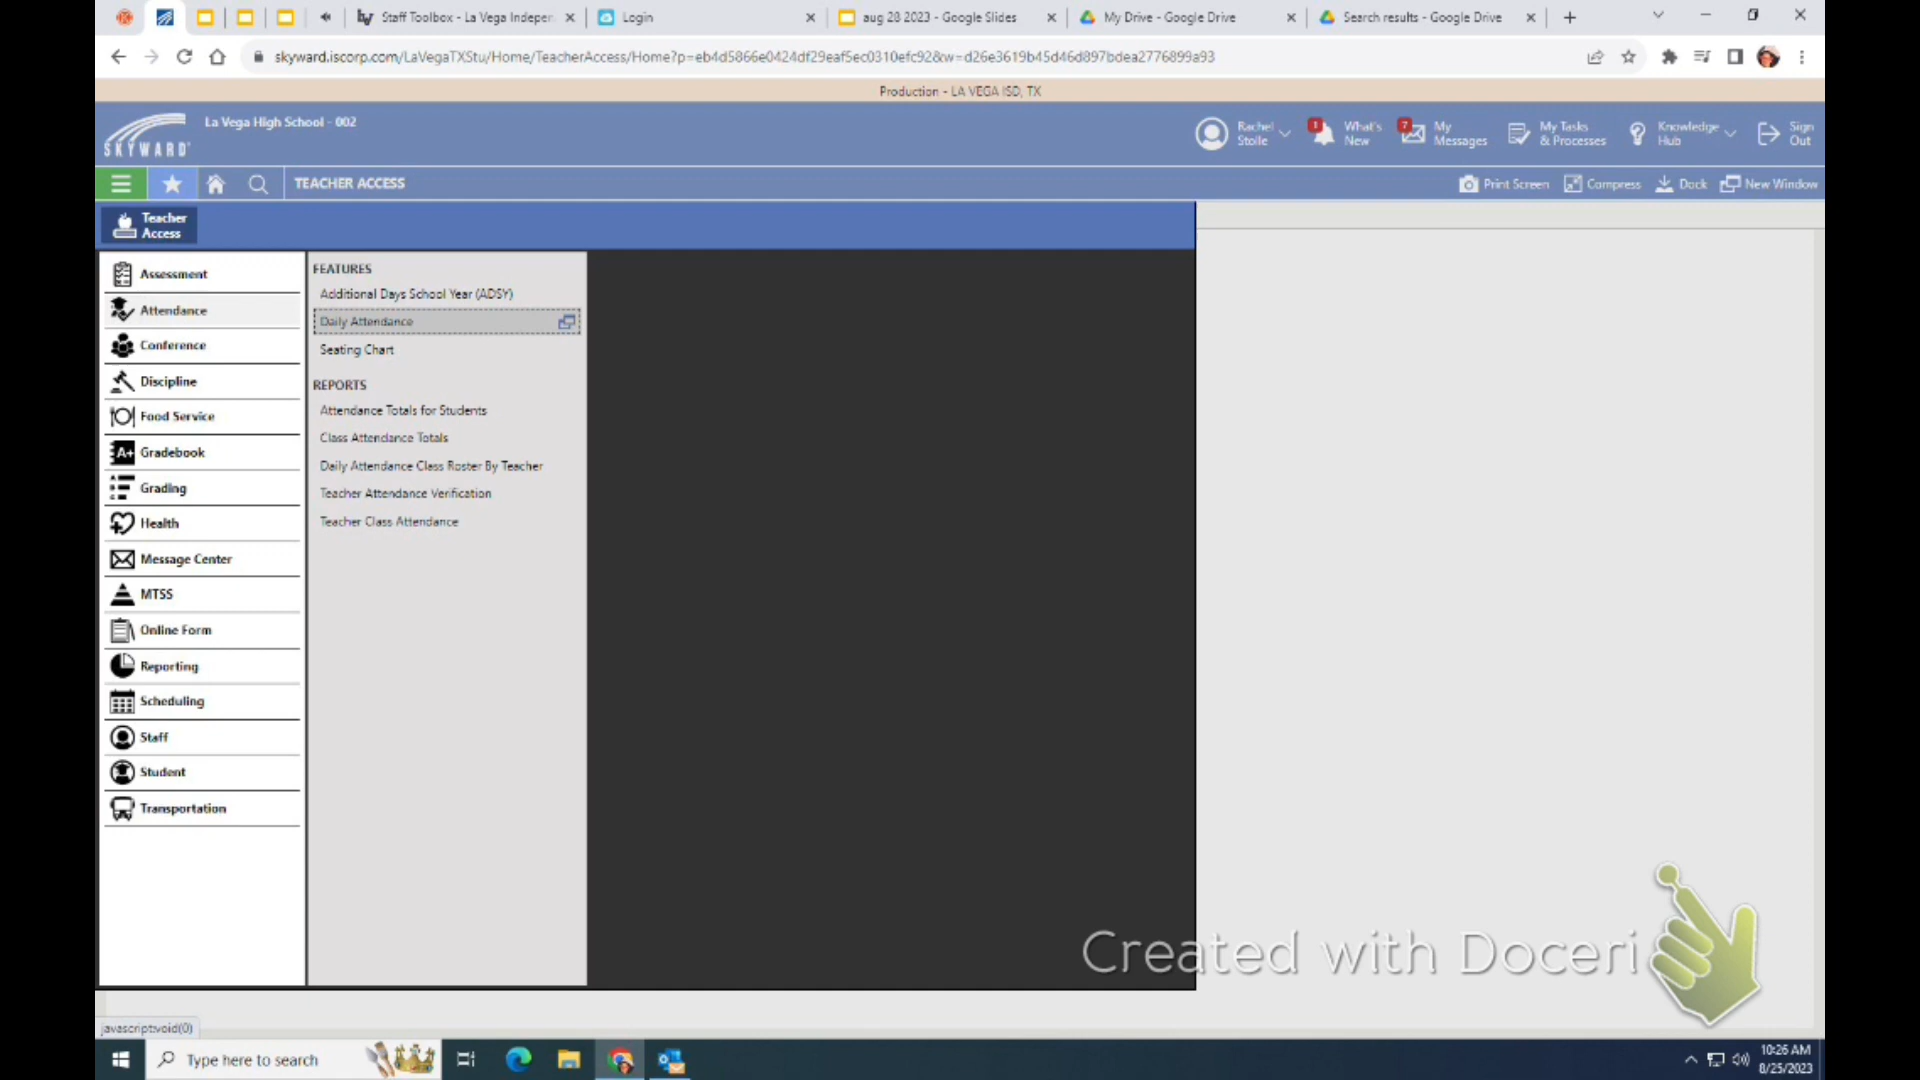 Staff Toolbox - La Vega Indepen
Login
aug 28 2023 - Google Slides
My Drive - Google Drive
Search results - Google Drive
skyward.iscorp.com/LaVegaTXStu/Home/TeacherAccess/Home?p=eb4d5866e0424df29eaf5ec0310efc92&w=d26e3619b45d46d897bdea2776899a93
Production - LA VEGA ISD, TX
SKYWARD
La Vega High School - 002
Rachel Stolle
1
What's New
7
My Messages
My Tasks & Processes
Knowledge Hub
Sign Out
TEACHER ACCESS
Print Screen
Compress
Dock
New Window
Teacher Access
Assessment
Attendance
Conference
Discipline
Food Service
A+ Gradebook
Grading
Health
Message Center
MTSS
Online Form
Reporting
Scheduling
Staff
Student
Transportation
FEATURES
Additional Days School Year (ADSY)
Daily Attendance
Seating Chart
REPORTS
Attendance Totals for Students
Class Attendance Totals
Daily Attendance Class Roster By Teacher
Teacher Attendance Verification
Teacher Class Attendance
Created with Doceri
javascript:void(0)
Type here to search
10:26 AM
8/25/2023